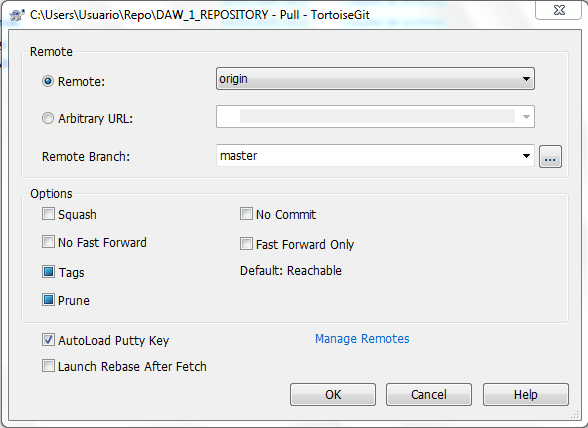 C:\Users\Usuario\Repo\DAW_1_REPOSITORY - Pull - TortoiseGit
Remote
Remote: origin
Arbitrary URL:
Remote Branch: master ...
Options
Squash No Commit
No Fast Forward Fast Forward Only
Tags Default: Reachable
Prune
AutoLoad Putty Key Manage Remotes
Launch Rebase After Fetch
OK Cancel Help